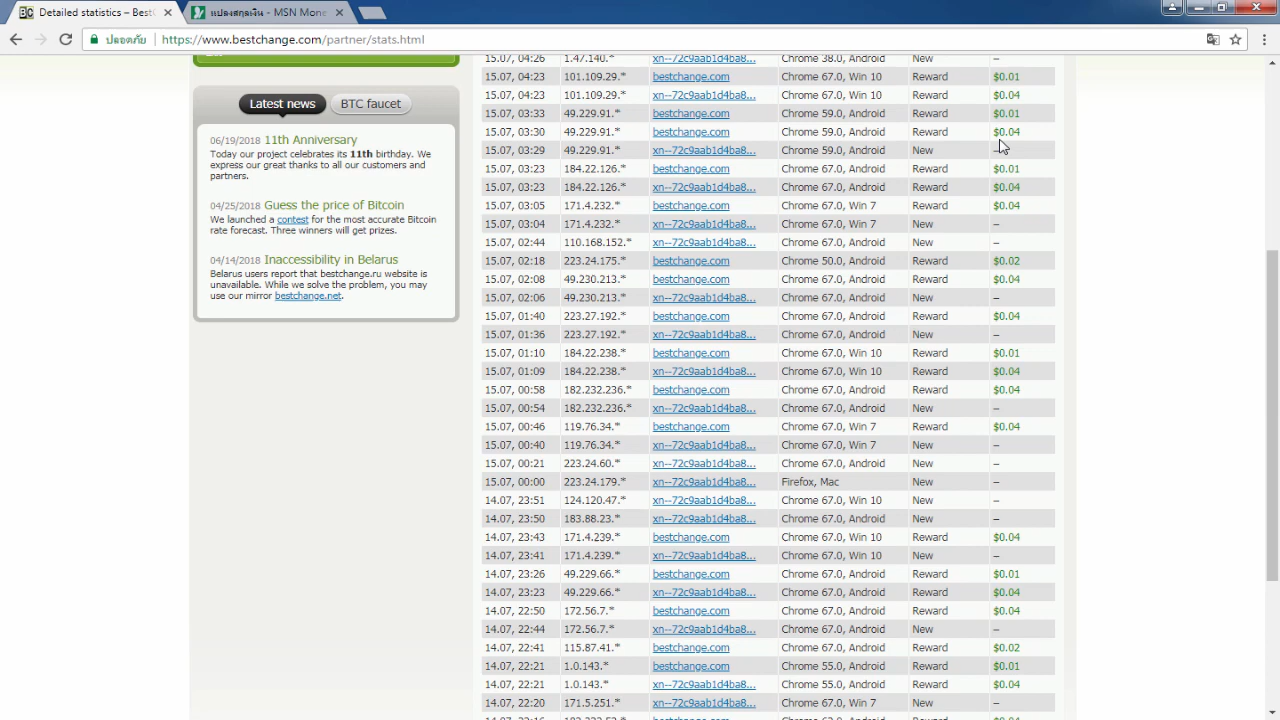 Detailed statistics – BestC
แปลงสกุลเงิน - MSN Mone
ปลอดภัย
https://www.bestchange.com/partner/stats.html
Latest news
BTC faucet
06/19/2018 11th Anniversary
Today our project celebrates its 11th birthday. We
express our great thanks to all our customers and
partners.
04/25/2018 Guess the price of Bitcoin
We launched a contest for the most accurate Bitcoin
rate forecast. Three winners will get prizes.
04/14/2018 Inaccessibility in Belarus
Belarus users report that bestchange.ru website is
unavailable. While we solve the problem, you may
use our mirror bestchange.net.
15.07, 04:26 1.47.140.* xn--72c9aab1d4ba8... Chrome 38.0, Android New –
15.07, 04:23 101.109.29.* bestchange.com Chrome 67.0, Win 10 Reward $0.01
15.07, 04:23 101.109.29.* xn--72c9aab1d4ba8... Chrome 67.0, Win 10 Reward $0.04
15.07, 03:33 49.229.91.* bestchange.com Chrome 59.0, Android Reward $0.01
15.07, 03:30 49.229.91.* bestchange.com Chrome 59.0, Android Reward $0.04
15.07, 03:29 49.229.91.* xn--72c9aab1d4ba8... Chrome 59.0, Android New –
15.07, 03:23 184.22.126.* bestchange.com Chrome 67.0, Android Reward $0.01
15.07, 03:23 184.22.126.* xn--72c9aab1d4ba8... Chrome 67.0, Android Reward $0.04
15.07, 03:05 171.4.232.* bestchange.com Chrome 67.0, Win 7 Reward $0.04
15.07, 03:04 171.4.232.* xn--72c9aab1d4ba8... Chrome 67.0, Win 7 New –
15.07, 02:44 110.168.152.* xn--72c9aab1d4ba8... Chrome 67.0, Android New –
15.07, 02:18 223.24.175.* bestchange.com Chrome 50.0, Android Reward $0.02
15.07, 02:08 49.230.213.* bestchange.com Chrome 67.0, Android Reward $0.04
15.07, 02:06 49.230.213.* xn--72c9aab1d4ba8... Chrome 67.0, Android New –
15.07, 01:40 223.27.192.* bestchange.com Chrome 67.0, Android Reward $0.04
15.07, 01:36 223.27.192.* xn--72c9aab1d4ba8... Chrome 67.0, Android New –
15.07, 01:10 184.22.238.* bestchange.com Chrome 67.0, Win 10 Reward $0.01
15.07, 01:09 184.22.238.* xn--72c9aab1d4ba8... Chrome 67.0, Win 10 Reward $0.04
15.07, 00:58 182.232.236.* bestchange.com Chrome 67.0, Android Reward $0.04
15.07, 00:54 182.232.236.* xn--72c9aab1d4ba8... Chrome 67.0, Android New –
15.07, 00:46 119.76.34.* bestchange.com Chrome 67.0, Win 7 Reward $0.04
15.07, 00:40 119.76.34.* xn--72c9aab1d4ba8... Chrome 67.0, Win 7 New –
15.07, 00:21 223.24.60.* xn--72c9aab1d4ba8... Chrome 67.0, Android New –
15.07, 00:00 223.24.179.* xn--72c9aab1d4ba8... Firefox, Mac New –
14.07, 23:51 124.120.47.* xn--72c9aab1d4ba8... Chrome 67.0, Win 10 New –
14.07, 23:50 183.88.23.* xn--72c9aab1d4ba8... Chrome 67.0, Android New –
14.07, 23:43 171.4.239.* bestchange.com Chrome 67.0, Win 10 Reward $0.04
14.07, 23:41 171.4.239.* xn--72c9aab1d4ba8... Chrome 67.0, Win 10 New –
14.07, 23:26 49.229.66.* bestchange.com Chrome 67.0, Android Reward $0.01
14.07, 23:23 49.229.66.* xn--72c9aab1d4ba8... Chrome 67.0, Android Reward $0.04
14.07, 22:50 172.56.7.* bestchange.com Chrome 67.0, Android Reward $0.04
14.07, 22:44 172.56.7.* xn--72c9aab1d4ba8... Chrome 67.0, Android New –
14.07, 22:41 115.87.41.* bestchange.com Chrome 67.0, Android Reward $0.02
14.07, 22:21 1.0.143.* bestchange.com Chrome 55.0, Android Reward $0.01
14.07, 22:21 1.0.143.* xn--72c9aab1d4ba8... Chrome 55.0, Android Reward $0.04
14.07, 22:20 171.5.251.* xn--72c9aab1d4ba8... Chrome 67.0, Win 7 New –